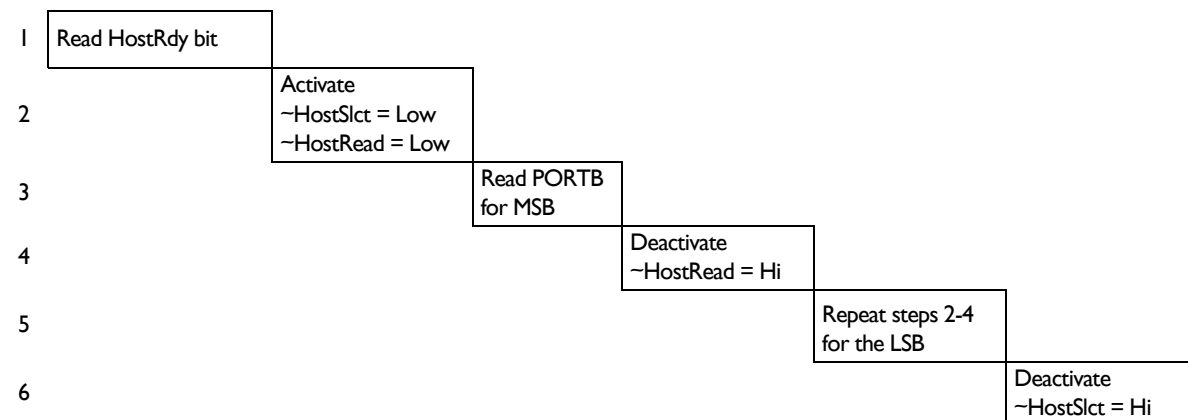 1 Read HostRdy bit
Activate
2 ~HostSlct = Low
~HostRead = Low
3 Read PORTB
for MSB
4 Deactivate
~HostRead = Hi
5 Repeat steps 2-4
for the LSB
6 Deactivate
~HostSlct = Hi